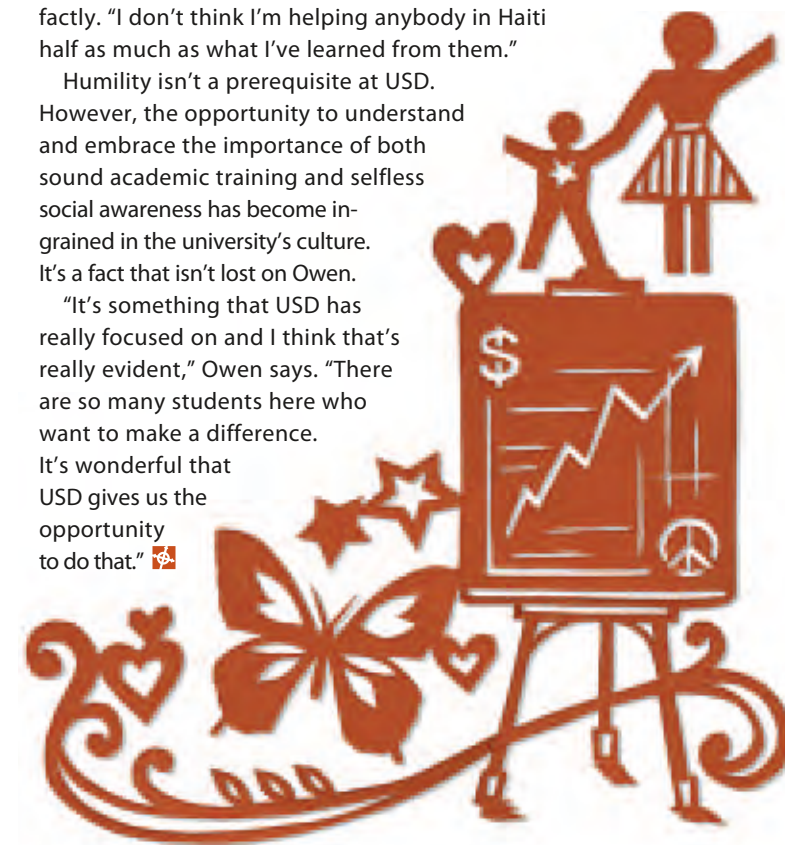 factly. “I don’t think I’m helping anybody in Haiti
half as much as what I’ve learned from them.”
Humility isn’t a prerequisite at USD.
However, the opportunity to understand
and embrace the importance of both
sound academic training and selfless
social awareness has become in-
grained in the university’s culture.
It’s a fact that isn’t lost on Owen.
“It’s something that USD has
really focused on and I think that’s
really evident,” Owen says. “There
are so many students here who
want to make a difference.
It’s wonderful that
USD gives us the
opportunity
to do that.”
$